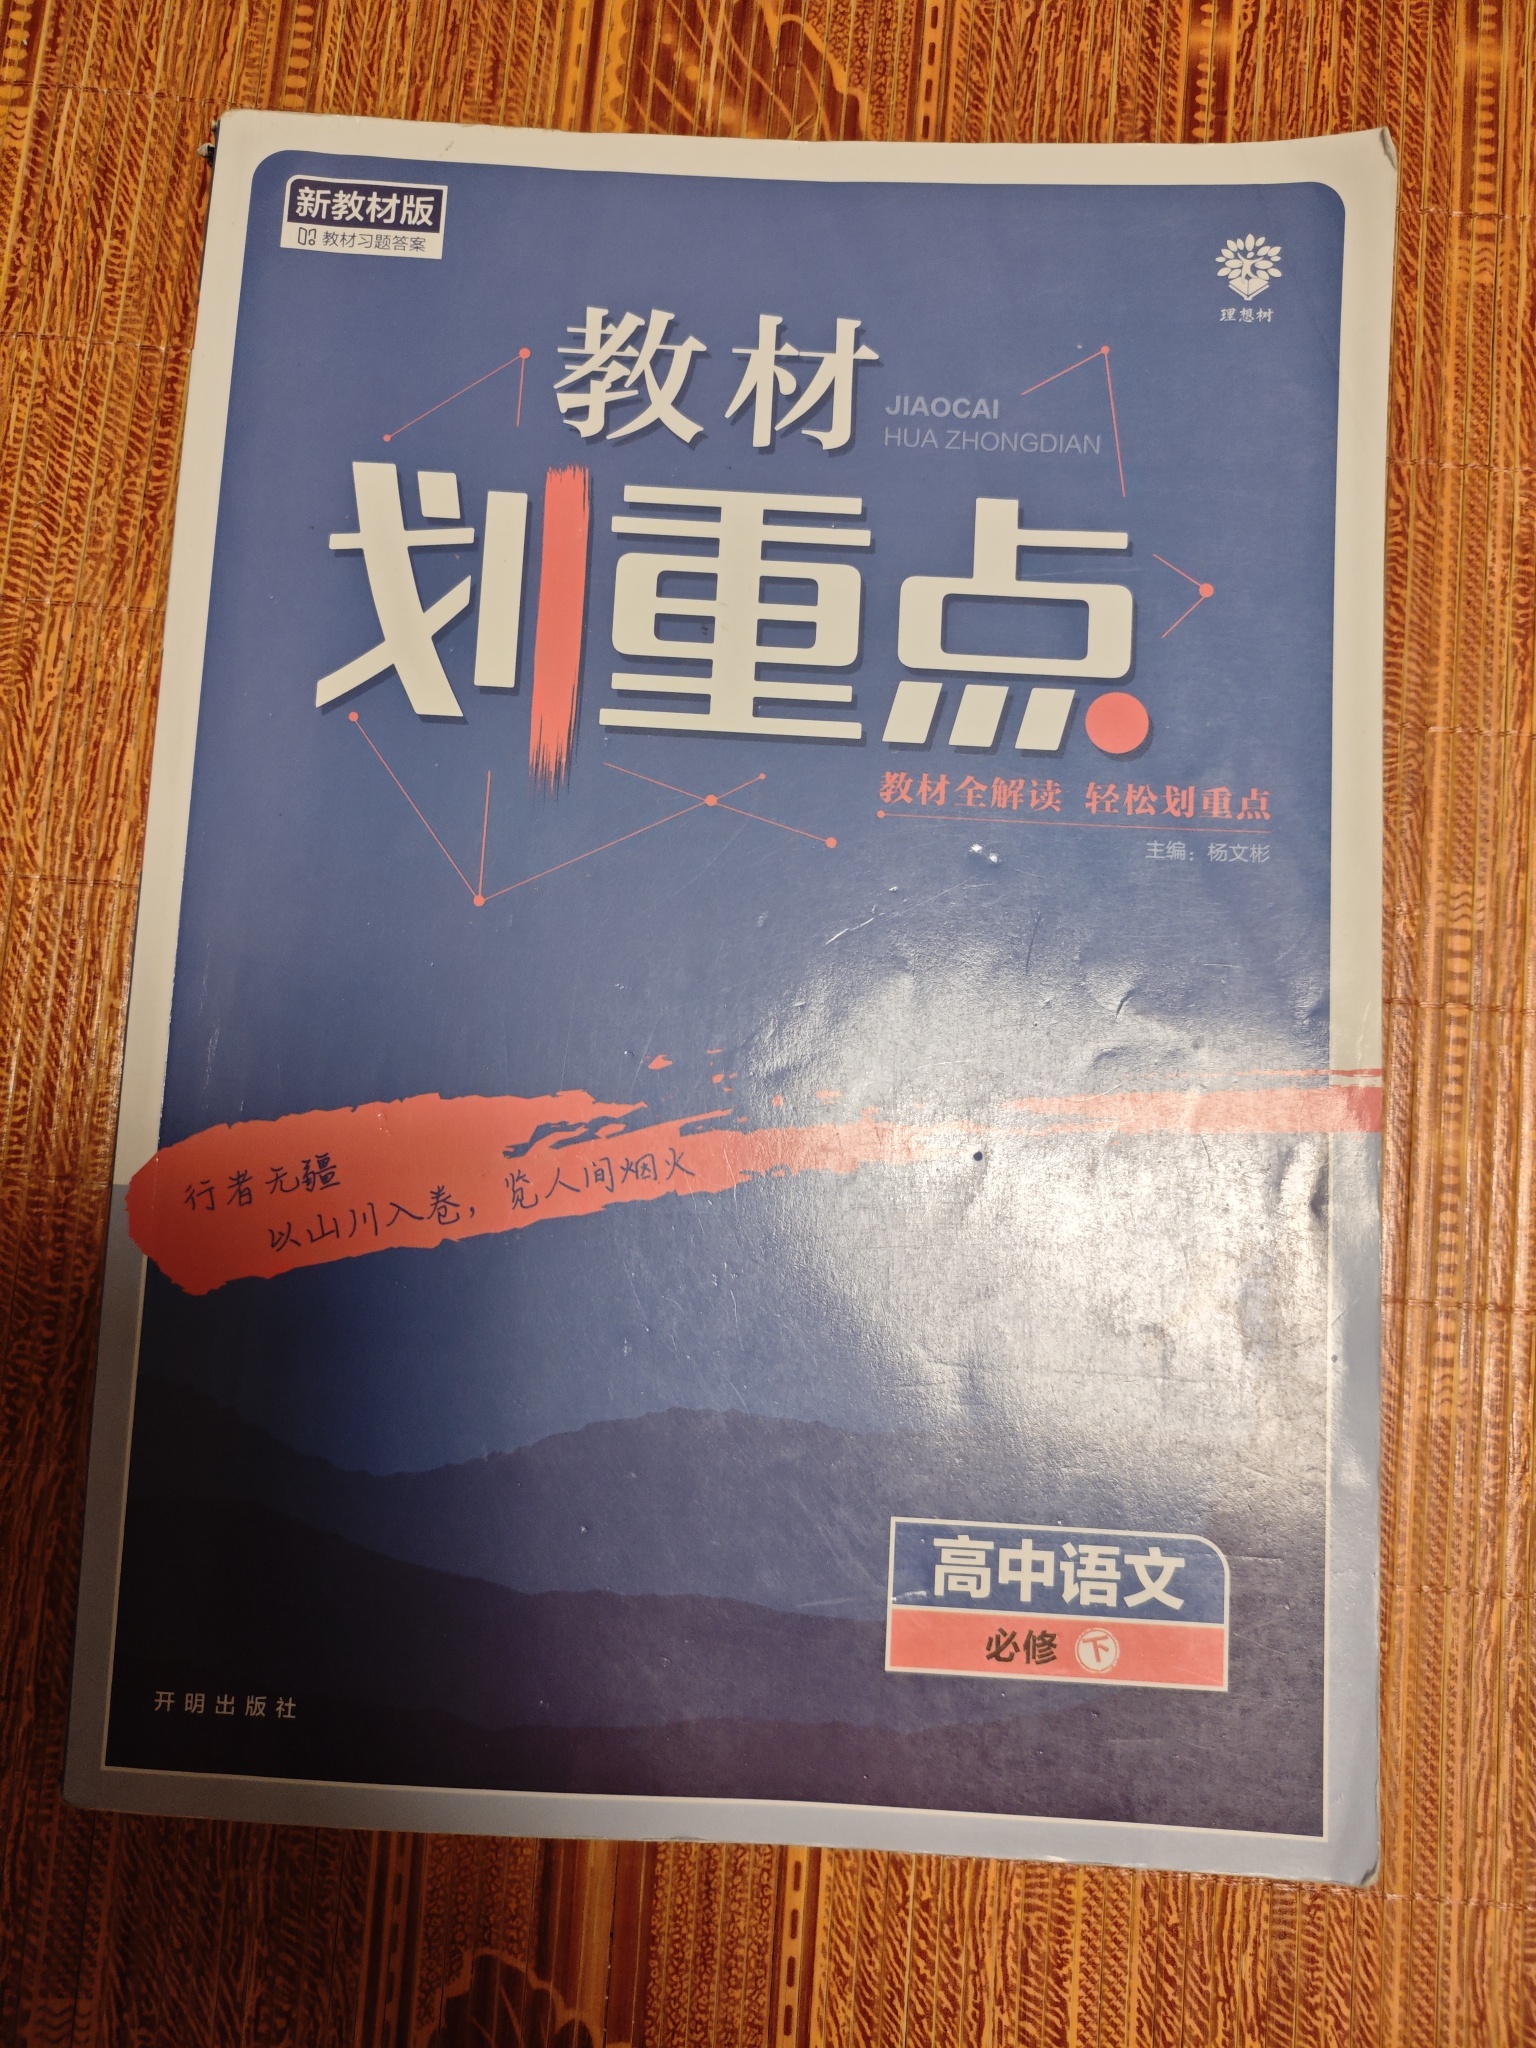 新教材版
教材习题答案
理想树
教材
JIAOCAI
HUA ZHONGDIAN
划重点
教材全解读 轻松划重点
主编：杨文彬
行者无疆
以山川入卷，览人间烟火
高中语文
必修 下
开明出版社